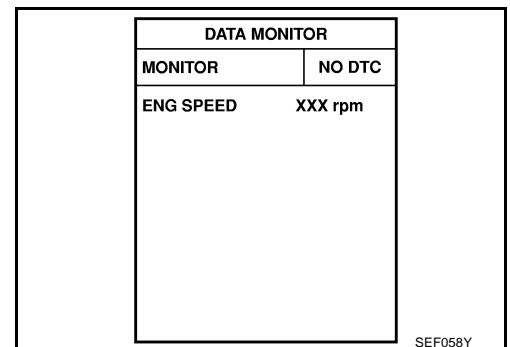 DATA MONITOR
MONITOR NO DTC
ENG SPEED XXX rpm
SEF058Y